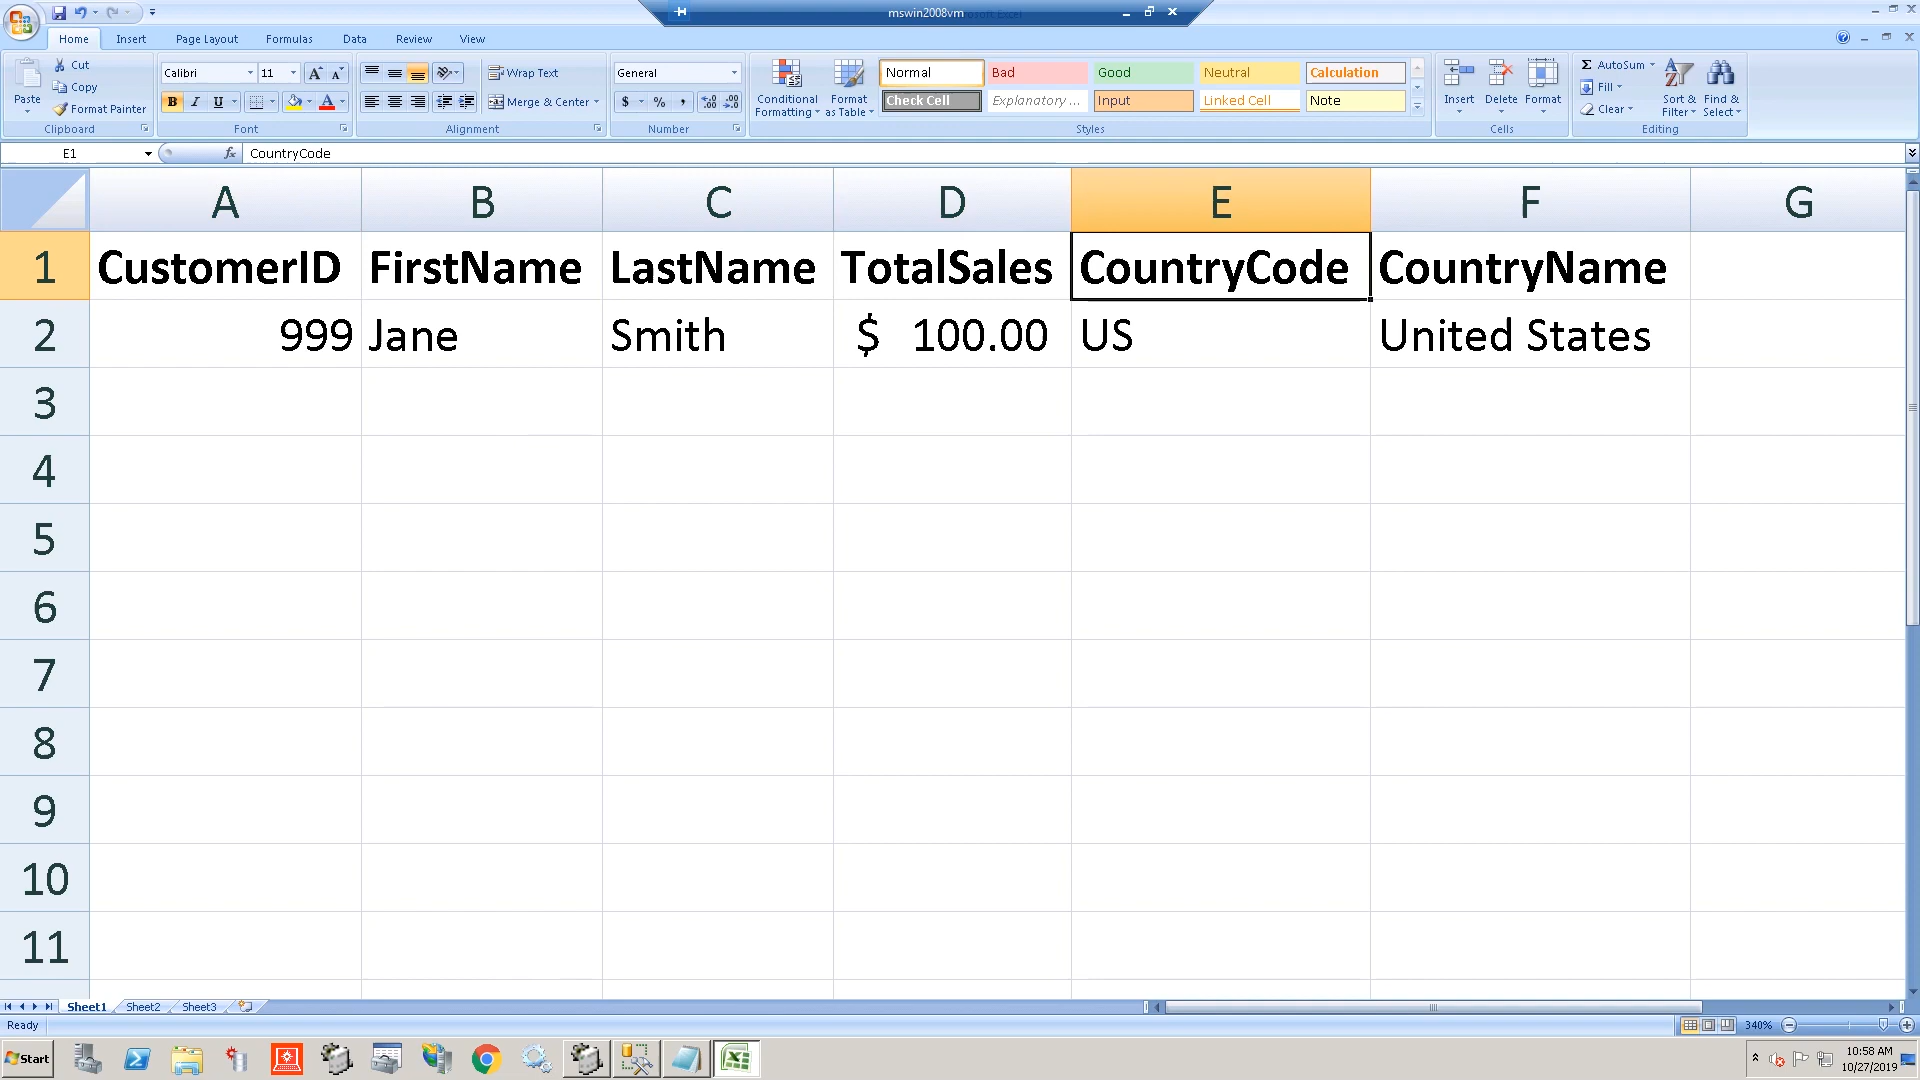 mswin2008vm
Home Insert Page Layout Formulas Data Review View
Paste Cut Copy Format Painter
Clipboard
Calibri 11
B I U
Font
Wrap Text
Merge & Center
Alignment
General
$ % ,
Number
Conditional Formatting Format as Table
Normal Bad Good Neutral Calculation
Check Cell Explanatory ... Input Linked Cell Note
Styles
Insert Delete Format
Cells
Σ AutoSum Fill Clear
Sort & Filter Find & Select
Editing
E1 fx CountryCode
A B C D E F G
1 CustomerID FirstName LastName TotalSales CountryCode CountryName
2 999 Jane Smith $ 100.00 US United States
3
4
5
6
7
8
9
10
11
Sheet1 Sheet2 Sheet3
Ready 340%
Start 10:58 AM
10/27/2019